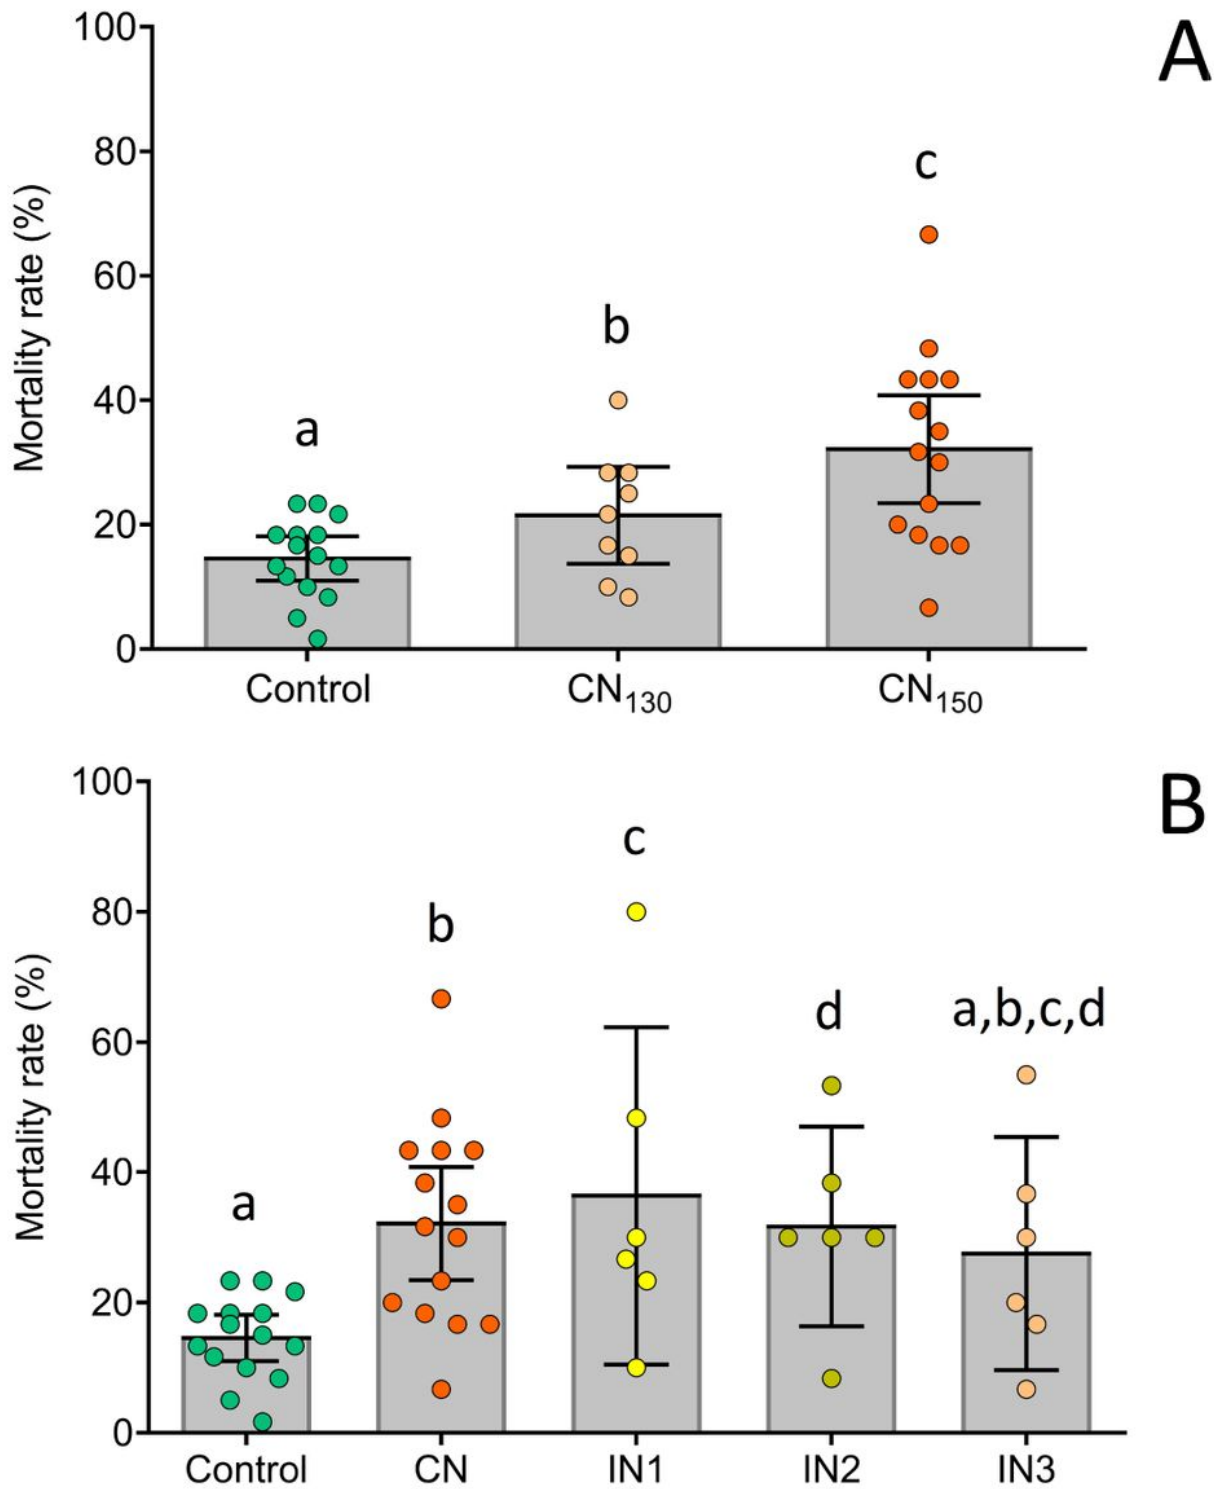 A
100
80
60
40
20
0
Mortality rate (%)
a
b
c
Control
CN130
CN150
B
100
80
60
40
20
0
Mortality rate (%)
a
b
c
d
a,b,c,d
Control
CN
IN1
IN2
IN3